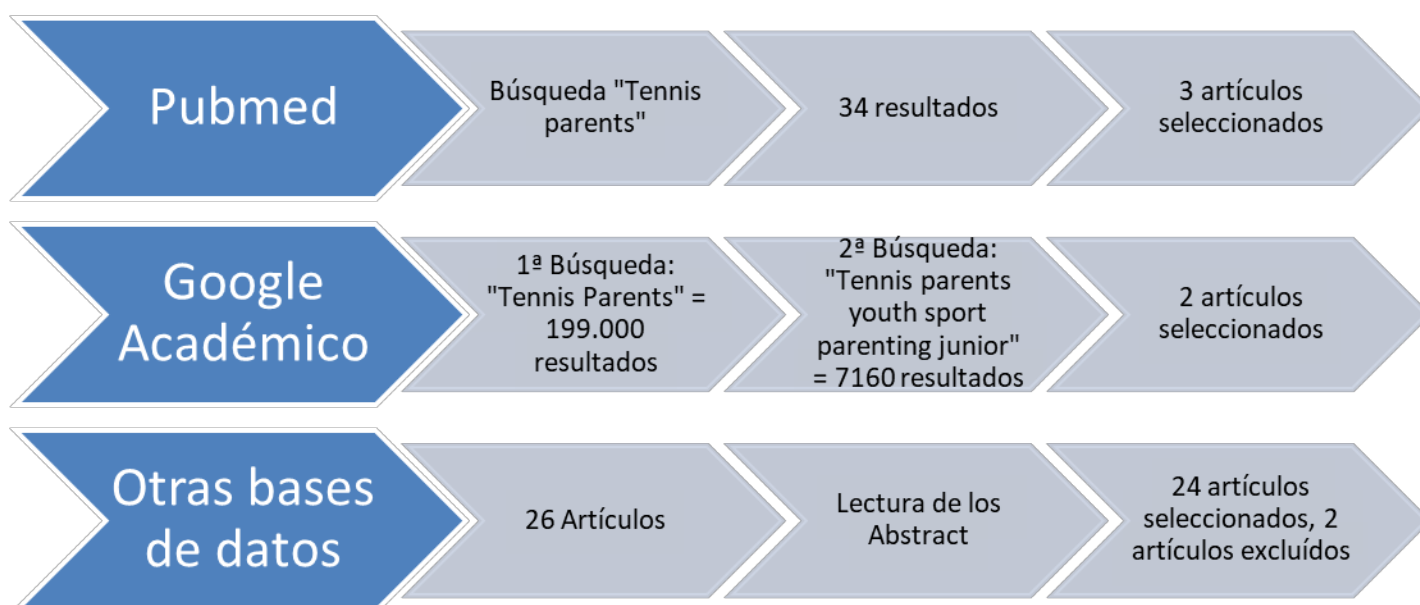 Pubmed
Búsqueda "Tennis
parents"
34 resultados
3 artículos
seleccionados
Google
Académico
1ª Búsqueda:
"Tennis Parents" =
199.000
resultados
2ª Búsqueda:
"Tennis parents
youth sport
parenting junior"
= 7160 resultados
2 artículos
seleccionados
Otras bases
de datos
26 Artículos
Lectura de los
Abstract
24 artículos
seleccionados, 2
artículos excluídos